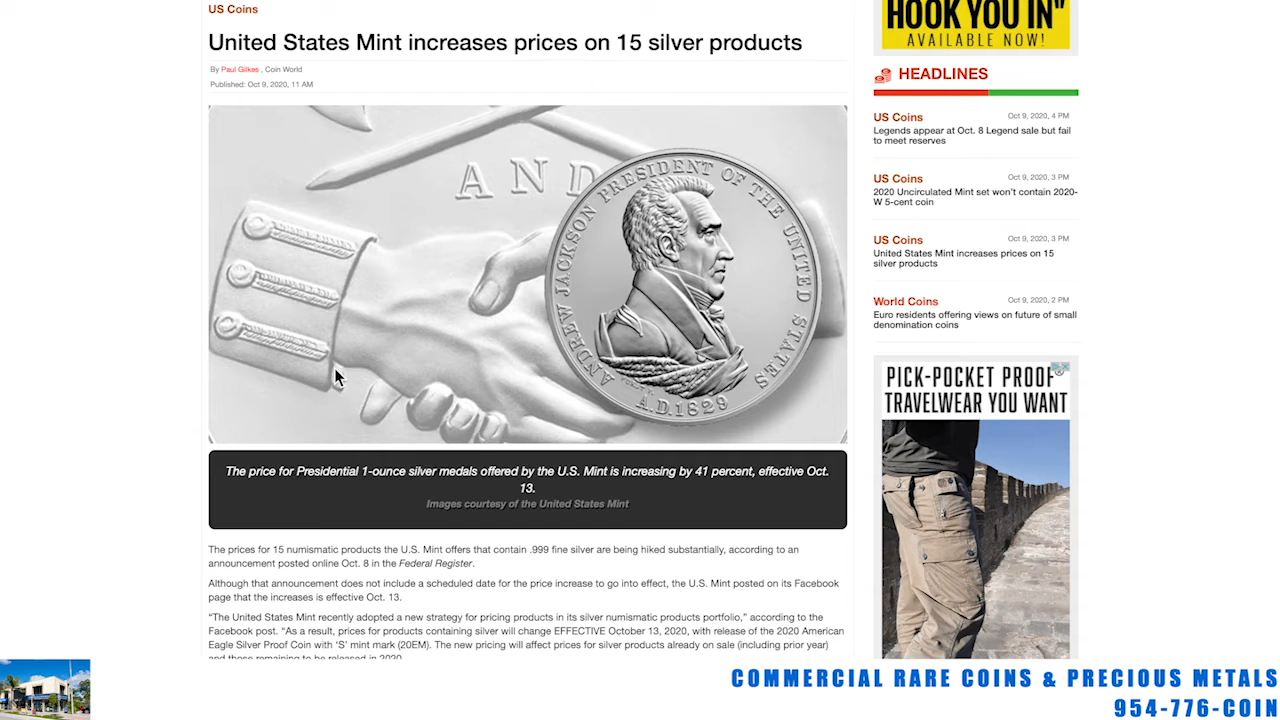 US Coins
United States Mint increases prices on 15 silver products
By Paul Gilkes , Coin World
Published: Oct 9, 2020, 11 AM
AND
ANDREW JACKSON PRESIDENT OF THE UNITED STATES
A.D.1829
The price for Presidential 1-ounce silver medals offered by the U.S. Mint is increasing by 41 percent, effective Oct.
13.
Images courtesy of the United States Mint
The prices for 15 numismatic products the U.S. Mint offers that contain .999 fine silver are being hiked substantially, according to an
announcement posted online Oct. 8 in the Federal Register.
Although that announcement does not include a scheduled date for the price increase to go into effect, the U.S. Mint posted on its Facebook
page that the increases is effective Oct. 13.
“The United States Mint recently adopted a new strategy for pricing products in its silver numismatic products portfolio,” according to the
Facebook post. “As a result, prices for products containing silver will change EFFECTIVE October 13, 2020, with release of the 2020 American
Eagle Silver Proof Coin with ‘S’ mint mark (20EM). The new pricing will affect prices for silver products already on sale (including prior year)
and those remaining to be released in 2020.
HOOK YOU IN"
AVAILABLE NOW!
HEADLINES
US Coins Oct 9, 2020, 4 PM
Legends appear at Oct. 8 Legend sale but fail
to meet reserves
US Coins Oct 9, 2020, 3 PM
2020 Uncirculated Mint set won't contain 2020-
W 5-cent coin
US Coins Oct 9, 2020, 3 PM
United States Mint increases prices on 15
silver products
World Coins Oct 9, 2020, 2 PM
Euro residents offering views on future of small
denomination coins
PICK-POCKET PROOF
TRAVELWEAR YOU WANT
COMMERCIAL RARE COINS & PRECIOUS METALS
954-776-COIN